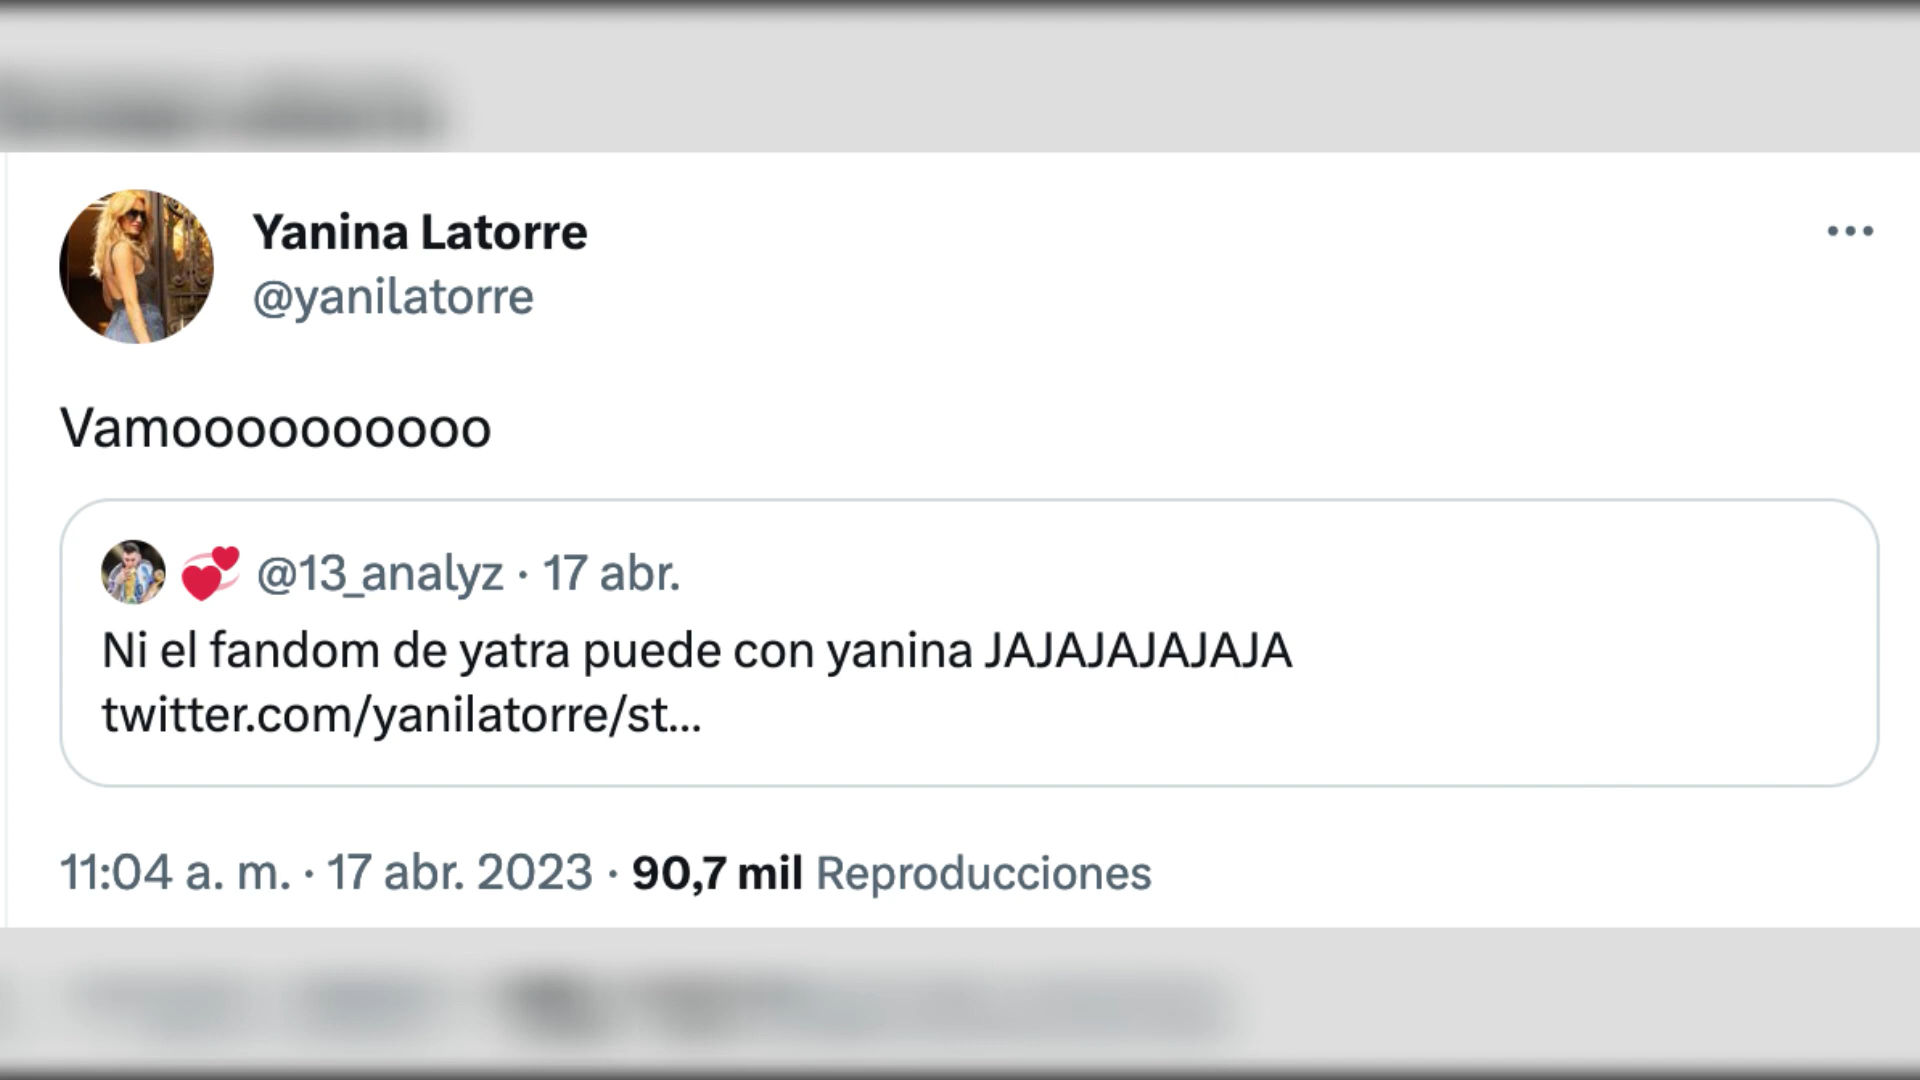 Yanina Latorre
@yanilatorre
Vamooooooooooo
@13_analyz · 17 abr.
Ni el fandom de yatra puede con yanina JAJAJAJAJAJA
twitter.com/yanilatorre/st...
11:04 a. m. · 17 abr. 2023 · 90,7 mil Reproducciones